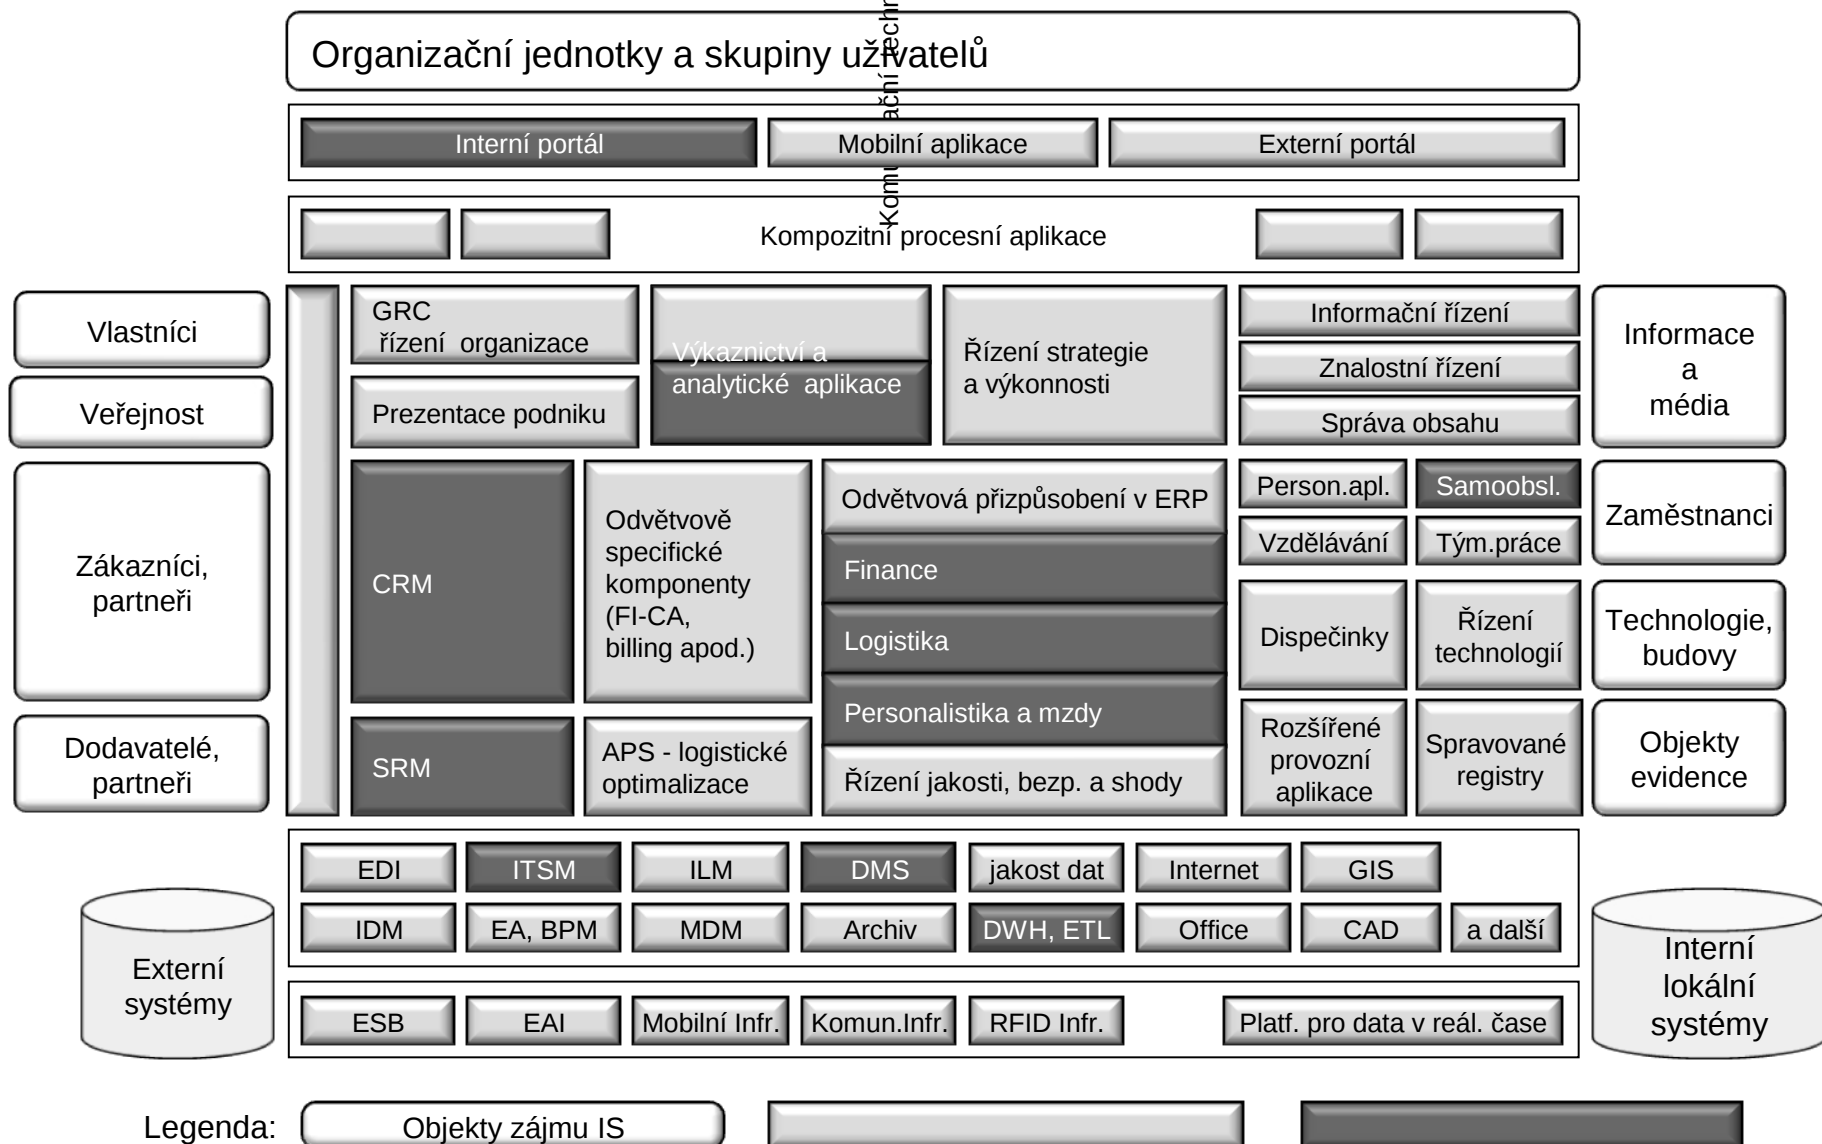 Organizační jednotky a skupiny uživatelů
Interní portál
Mobilní aplikace
Externí portál
Kompozitní procesní aplikace
Vlastníci
Veřejnost
Zákazníci,
partneři
Dodavatelé,
partneři
GRC
řízení organizace
Prezentace podniku
Výkaznictví a
analytické aplikace
Řízení strategie
a výkonnosti
Informační řízení
Znalostní řízení
Správa obsahu
Informace
a
média
CRM
SRM
Odvětvově
specifické
komponenty
(FI-CA,
billing apod.)
APS - logistické
optimalizace
Odvětvová přizpůsobení v ERP
Finance
Logistika
Personalistika a mzdy
Řízení jakosti, bezp. a shody
Person.apl.
Samoobsl.
Vzdělávání
Tým.práce
Zaměstnanci
Dispečinky
Řízení
technologií
Technologie,
budovy
Rozšířené
provozní
aplikace
Spravované
registry
Objekty
evidence
EDI
ITSM
ILM
DMS
jakost dat
Internet
GIS
IDM
EA, BPM
MDM
Archiv
DWH, ETL
Office
CAD
a další
Externí
systémy
Interní
lokální
systémy
ESB
EAI
Mobilní Infr.
Komun.Infr.
RFID Infr.
Platf. pro data v reál. čase
Legenda:
Objekty zájmu IS